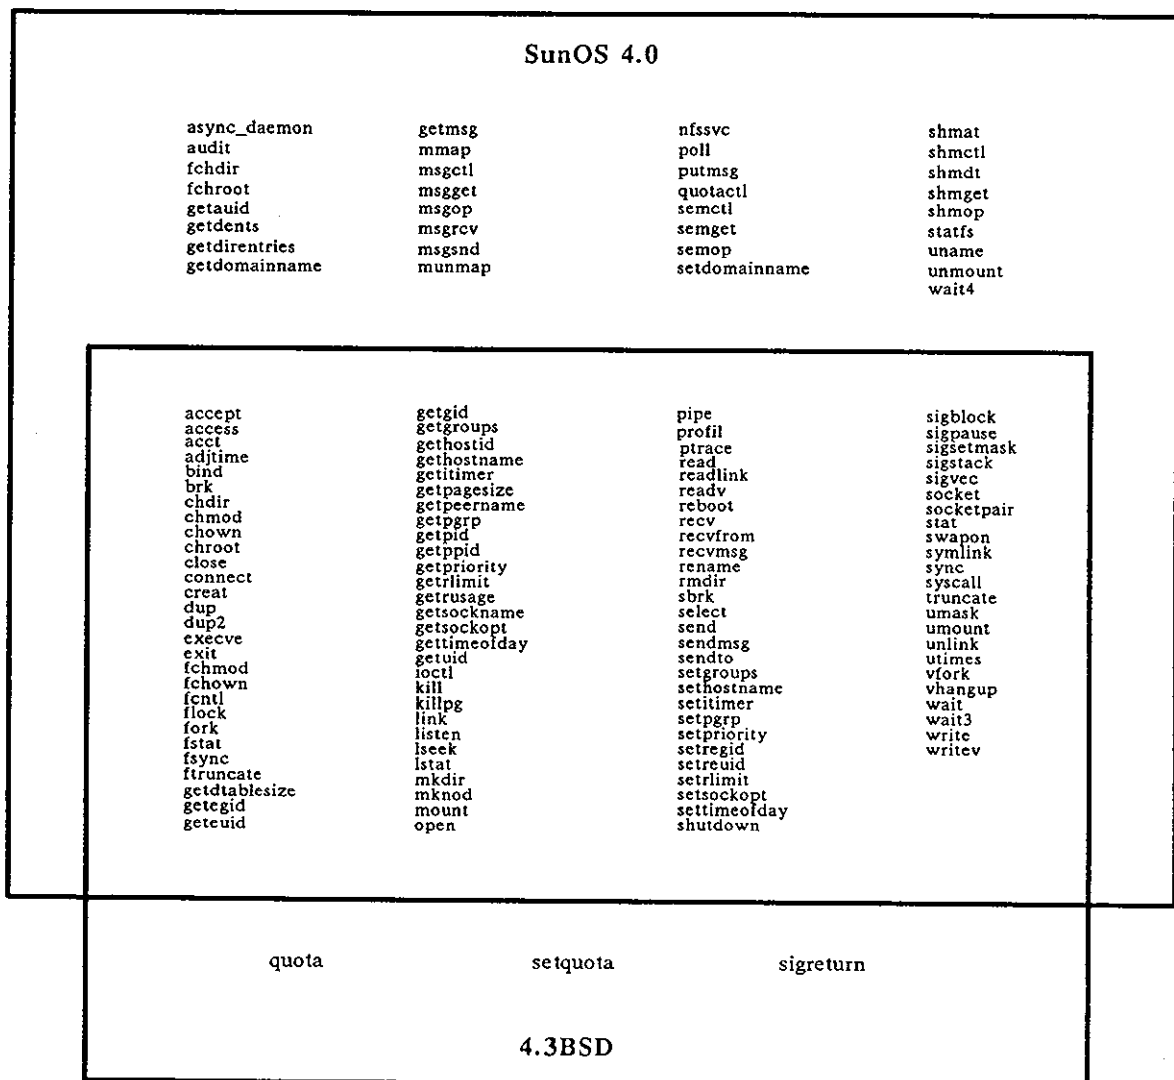 SunOS 4.0
async_daemon getmsg nfssvc shmat
audit mmap poll shmctl
fchdir msgctl putmsg shmdt
fchroot msgget quotactl shmget
getauid msgop semctl shmop
getdents msgrcv semget statfs
getdirentries msgsnd semop uname
getdomainname munmap setdomainname unmount
wait4
accept getgid pipe sigblock
access getgroups profil sigpause
acct gethostid ptrace sigsetmask
adjtime gethostname read sigstack
bind getitimer readlink sigvec
brk getpagesize readv socket
chdir getpeername reboot socketpair
chmod getpgrp recv stat
chown getpid recvfrom swapon
chroot getppid recvmsg symlink
close getpriority rename sync
connect getrlimit rmdir syscall
creat getrusage sbrk truncate
dup getsockname select umask
dup2 getsockopt send umount
execve gettimeofday sendmsg unlink
exit getuid sendto utimes
fchmod ioctl setgroups vfork
fchown kill sethostname vhangup
fcntl killpg setitimer wait
flock link setpgrp wait3
fork listen setpriority write
fstat lseek setregid writev
fsync lstat setreuid
ftruncate mkdir setrlimit
getdtablesize mknod setsockopt
getegid mount settimeofday
geteuid open shutdown
quota setquota sigreturn
4.3BSD